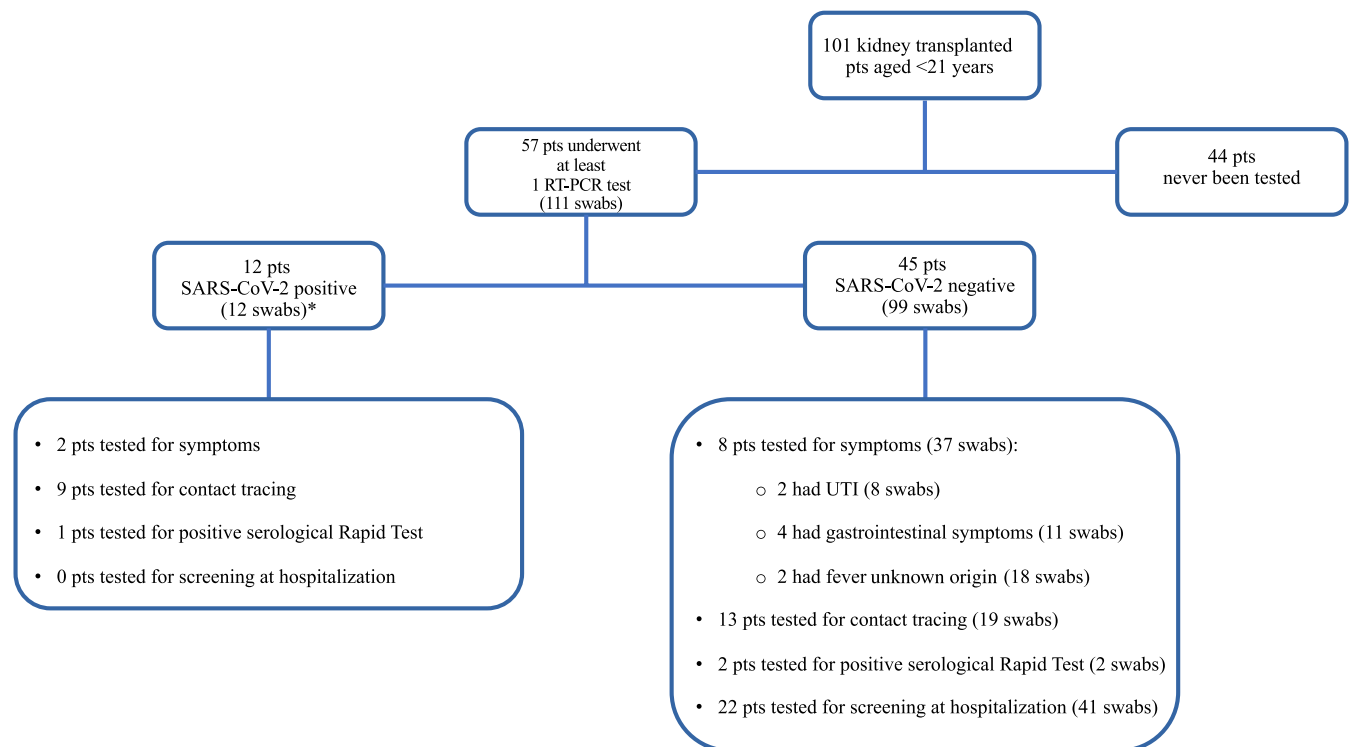 101 kidney transplanted
pts aged <21 years
57 pts underwent
at least
1 RT-PCR test
(111 swabs)
44 pts
never been tested
12 pts
SARS-CoV-2 positive
(12 swabs)*
45 pts
SARS-CoV-2 negative
(99 swabs)
• 2 pts tested for symptoms
• 9 pts tested for contact tracing
• 1 pts tested for positive serological Rapid Test
• 0 pts tested for screening at hospitalization
• 8 pts tested for symptoms (37 swabs):
o 2 had UTI (8 swabs)
o 4 had gastrointestinal symptoms (11 swabs)
o 2 had fever unknown origin (18 swabs)
• 13 pts tested for contact tracing (19 swabs)
• 2 pts tested for positive serological Rapid Test (2 swabs)
• 22 pts tested for screening at hospitalization (41 swabs)